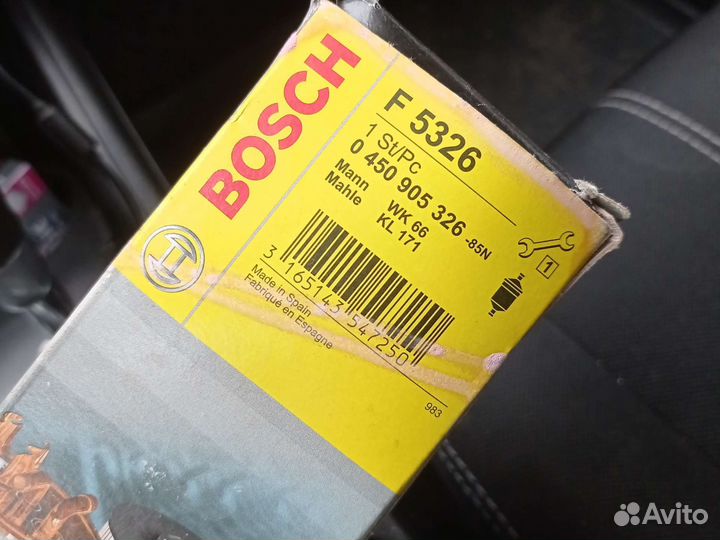 BOSCH
F 5326
1 St/Pc
0 450 905 326 -85N
Mann WK 66
Mahle KL 171
3 165143 547250
Made in Spain
Fabriqué en Espagne
983
1
Avito